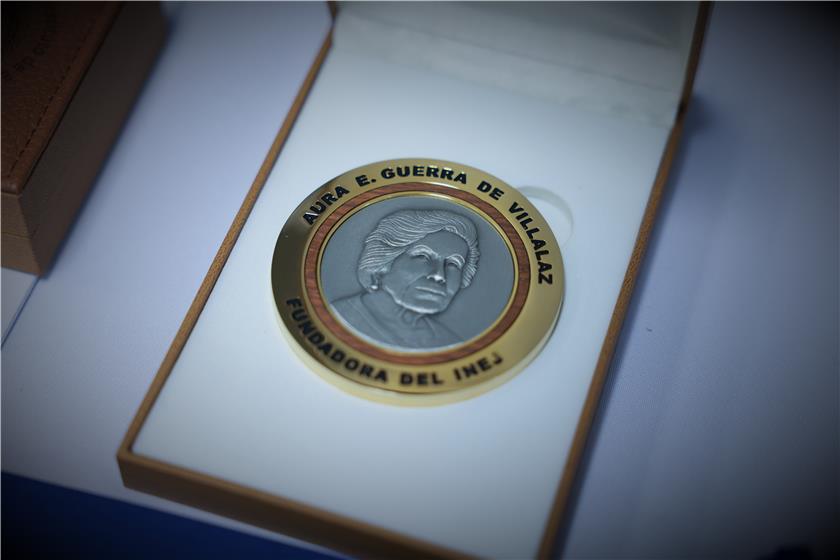 AURA E. GUERRA DE VILLALAZ
FUNDADORA DEL INEJ